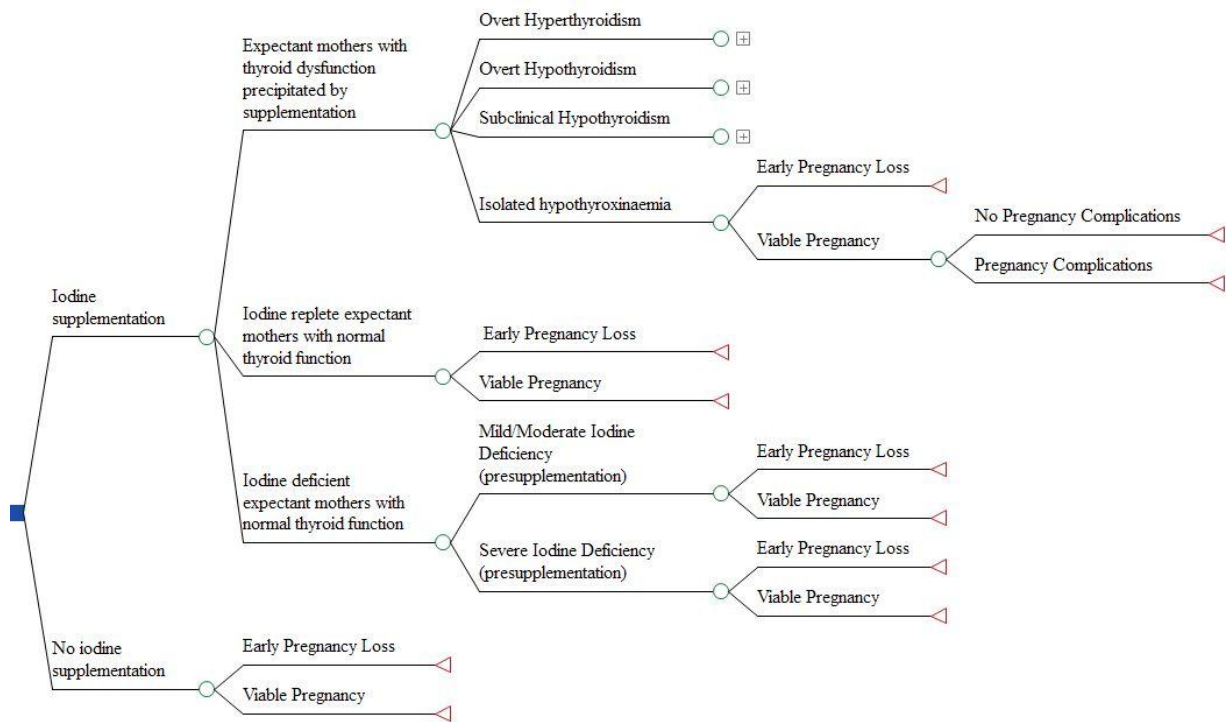 Overt Hyperthyroidism
Expectant mothers with
thyroid dysfunction
precipitated by
supplementation
Overt Hypothyroidism
Subclinical Hypothyroidism
Isolated hypothyroxinaemia
Early Pregnancy Loss
Viable Pregnancy
No Pregnancy Complications
Pregnancy Complications
Iodine
supplementation
Iodine replete expectant
mothers with normal
thyroid function
Early Pregnancy Loss
Viable Pregnancy
Iodine deficient
expectant mothers with
normal thyroid function
Mild/Moderate Iodine
Deficiency
(presupplementation)
Early Pregnancy Loss
Viable Pregnancy
Severe Iodine Deficiency
(presupplementation)
Early Pregnancy Loss
Viable Pregnancy
No iodine
supplementation
Early Pregnancy Loss
Viable Pregnancy